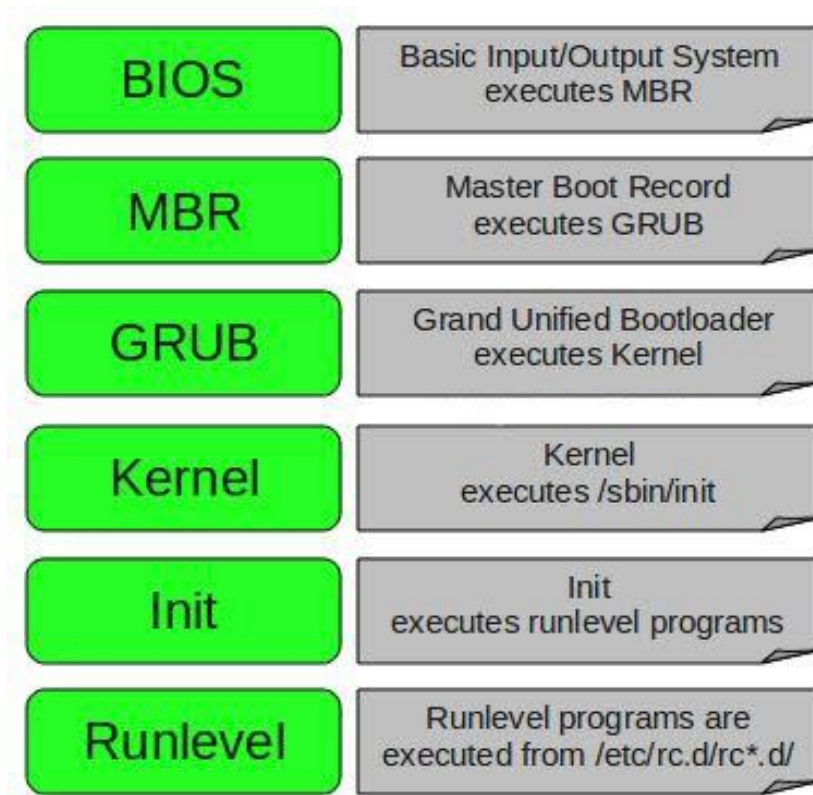 BIOS
Basic Input/Output System
executes MBR
MBR
Master Boot Record
executes GRUB
GRUB
Grand Unified Bootloader
executes Kernel
Kernel
Kernel
executes /sbin/init
Init
Init
executes runlevel programs
Runlevel
Runlevel programs are
executed from /etc/rc.d/rc*.d/